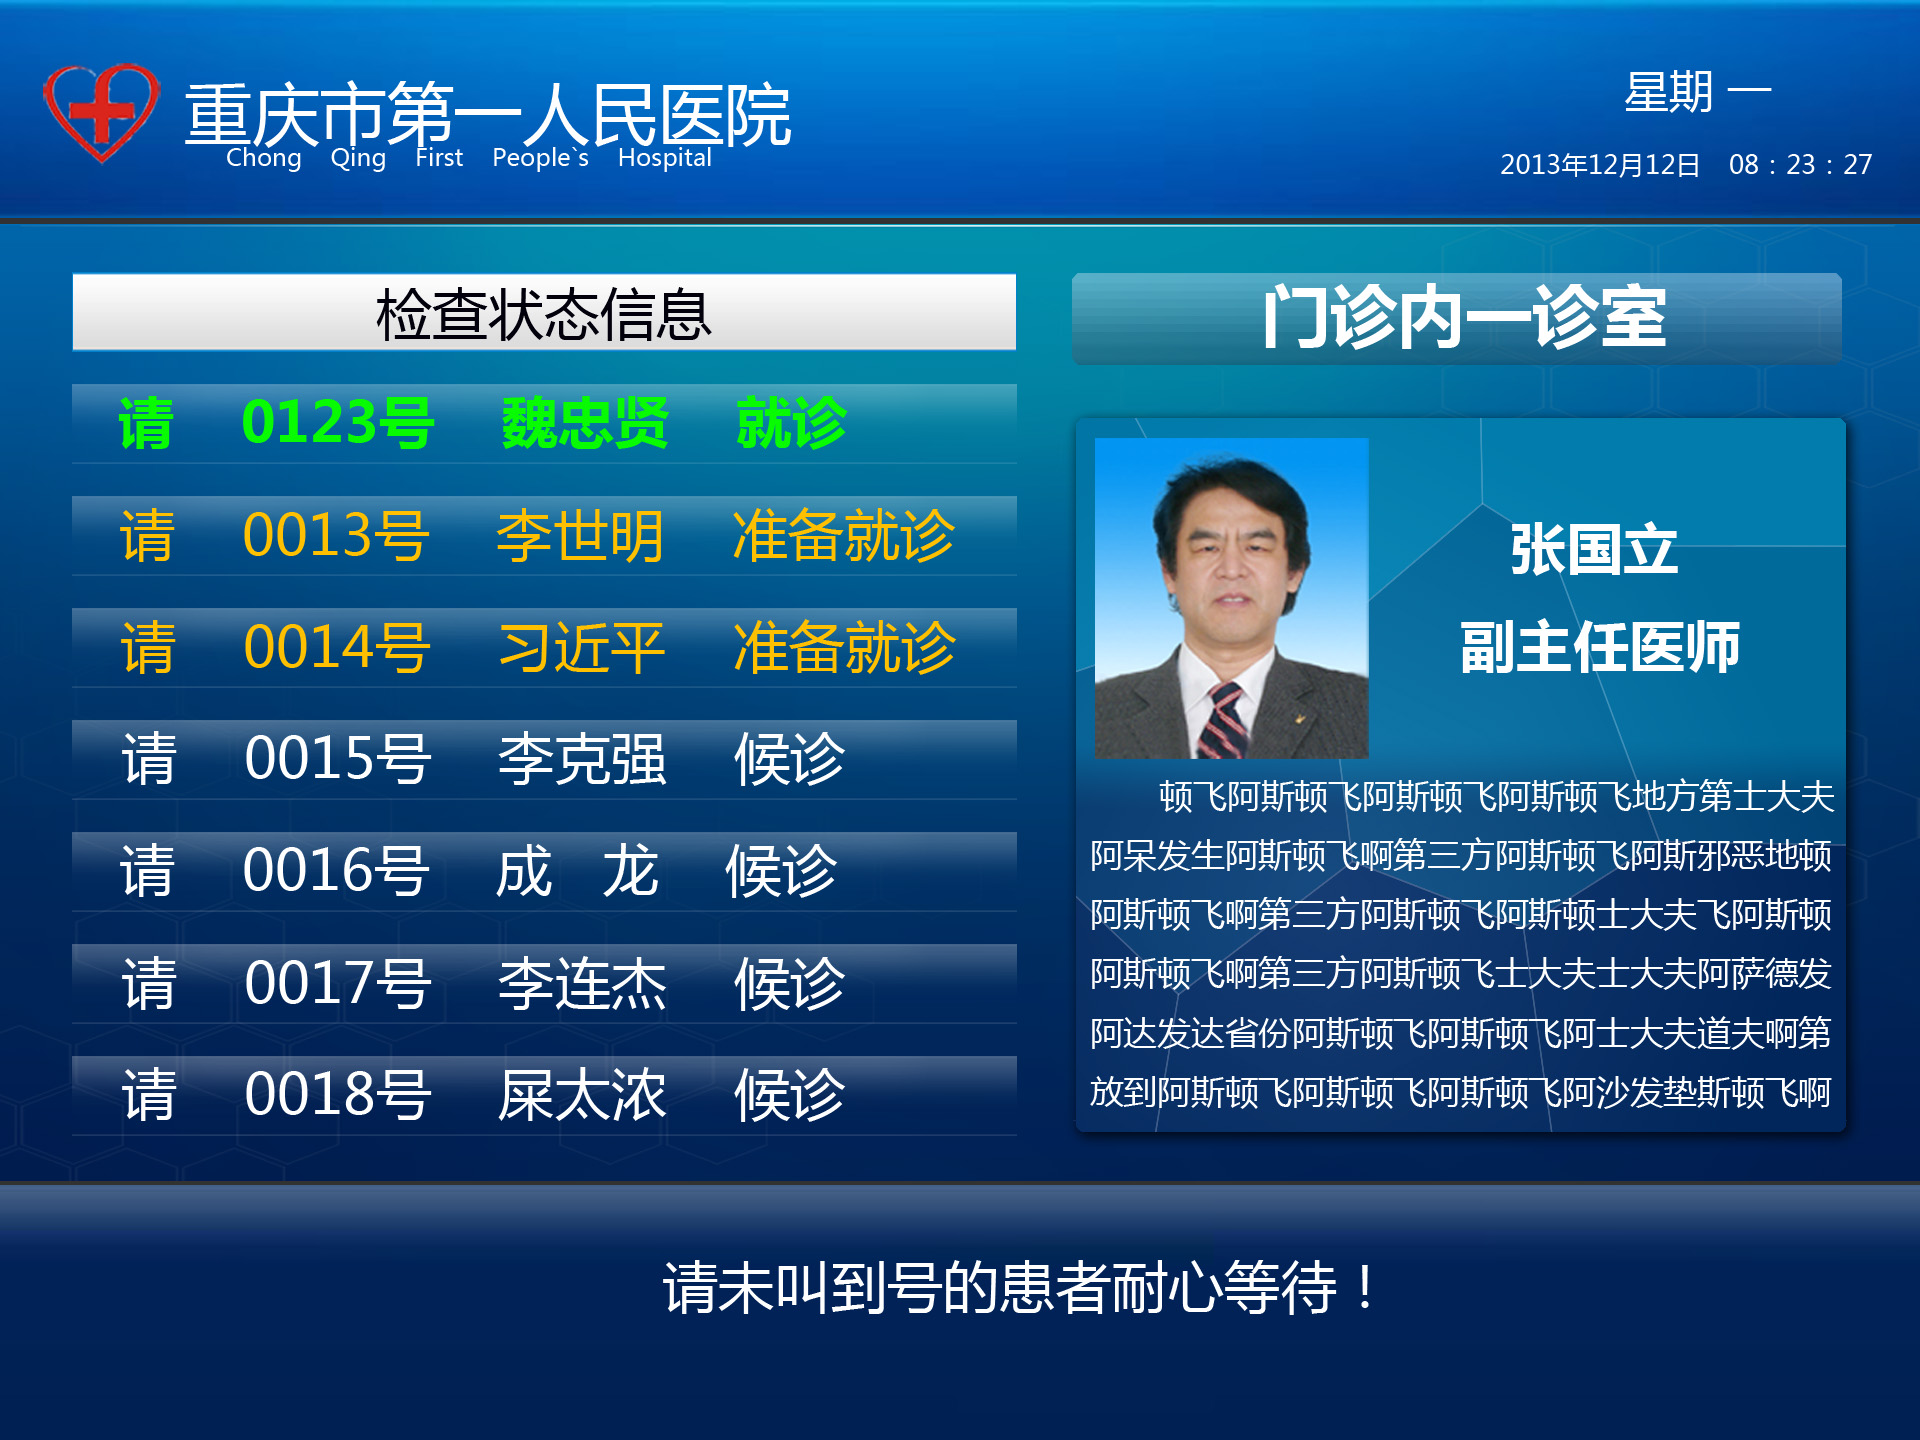 重庆市第一人民医院
Chong Qing First People`s Hospital
星期 一
2013年12月12日 08：23：27
检查状态信息
请 0123号 魏忠贤 就诊
请 0013号 李世明 准备就诊
请 0014号 习近平 准备就诊
请 0015号 李克强 候诊
请 0016号 成 龙 候诊
请 0017号 李连杰 候诊
请 0018号 屎太浓 候诊
门诊内一诊室
张国立
副主任医师
顿飞阿斯顿飞阿斯顿飞阿斯顿飞地方第士大夫
阿呆发生阿斯顿飞啊第三方阿斯顿飞阿斯邪恶地顿
阿斯顿飞啊第三方阿斯顿飞阿斯顿士大夫飞阿斯顿
阿斯顿飞啊第三方阿斯顿飞士大夫士大夫阿萨德发
阿达发达省份阿斯顿飞阿斯顿飞阿士大夫道夫啊第
放到阿斯顿飞阿斯顿飞阿斯顿飞阿沙发垫斯顿飞啊
请未叫到号的患者耐心等待！